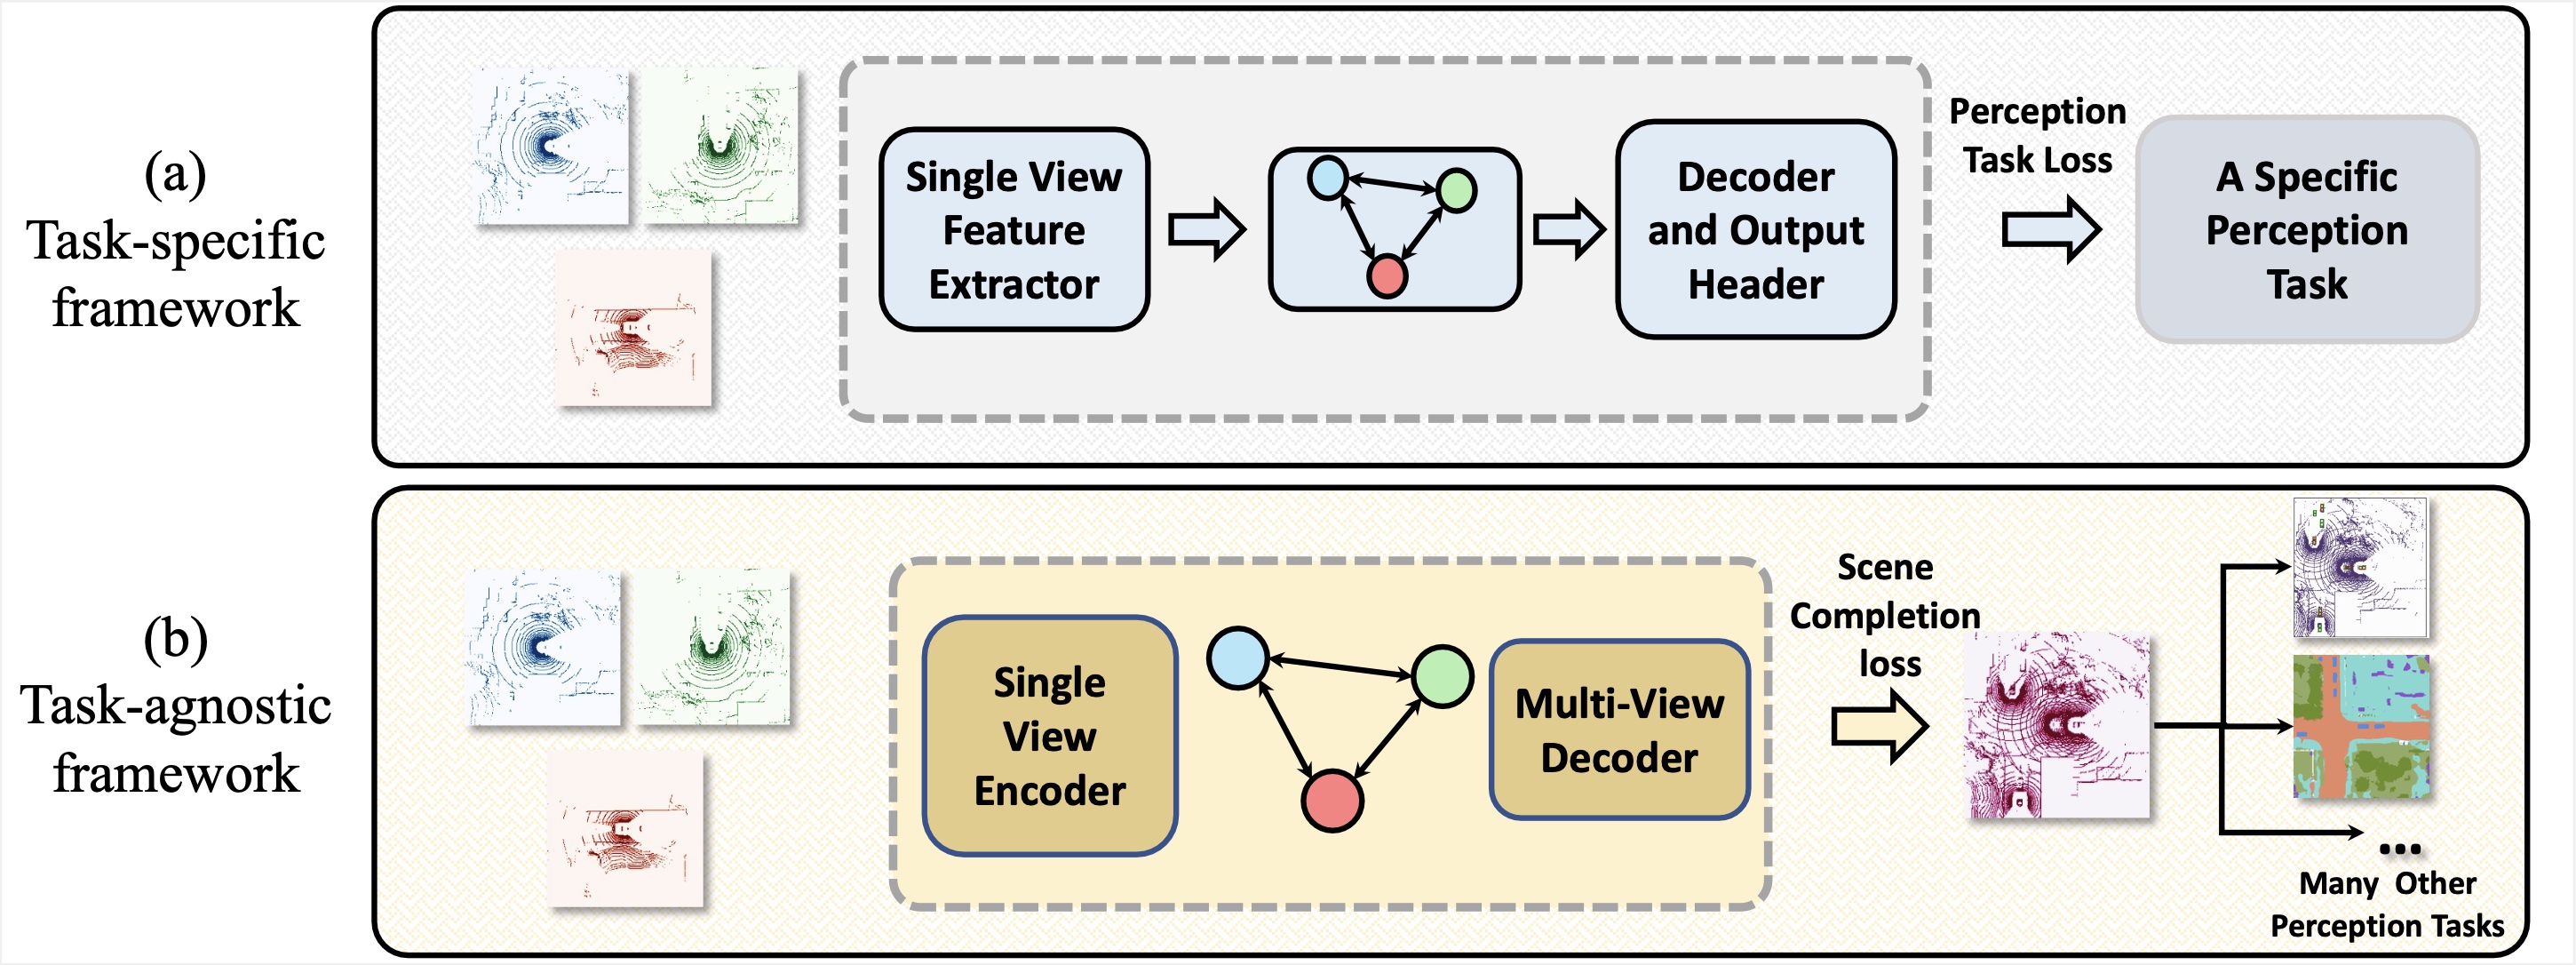 (a)
Task-specific
framework
Single View
Feature
Extractor
Decoder
and Output
Header
Perception
Task Loss
A Specific
Perception
Task
(b)
Task-agnostic
framework
Single
View
Encoder
Multi-View
Decoder
Scene
Completion
loss
...
Many Other
Perception Tasks